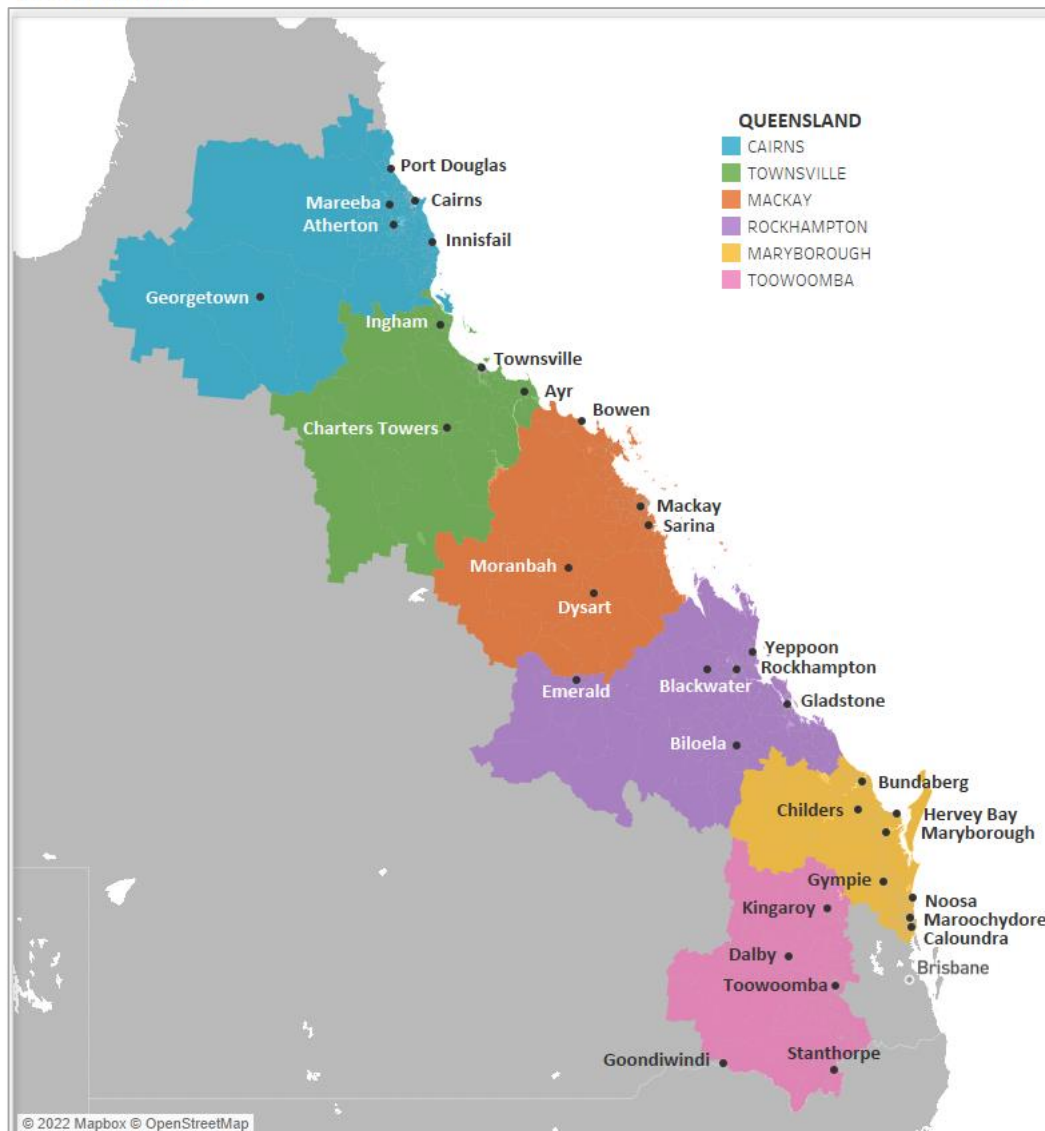 QUEENSLAND
CAIRNS
TOWNSVILLE
MACKAY
ROCKHAMPTON
MARYBOROUGH
TOOWOOMBA
Port Douglas
Mareeba
Cairns
Atherton
Innisfail
Georgetown
Ingham
Townsville
Ayr
Bowen
Charters Towers
Mackay
Sarina
Moranbah
Dysart
Yeppoon
Rockhampton
Emerald
Blackwater
Gladstone
Biloela
Bundaberg
Childers
Hervey Bay
Maryborough
Gympie
Noosa
Kingaroy
Maroochydore
Caloundra
Dalby
Brisbane
Toowoomba
Goondiwindi
Stanthorpe
© 2022 Mapbox © OpenStreetMap